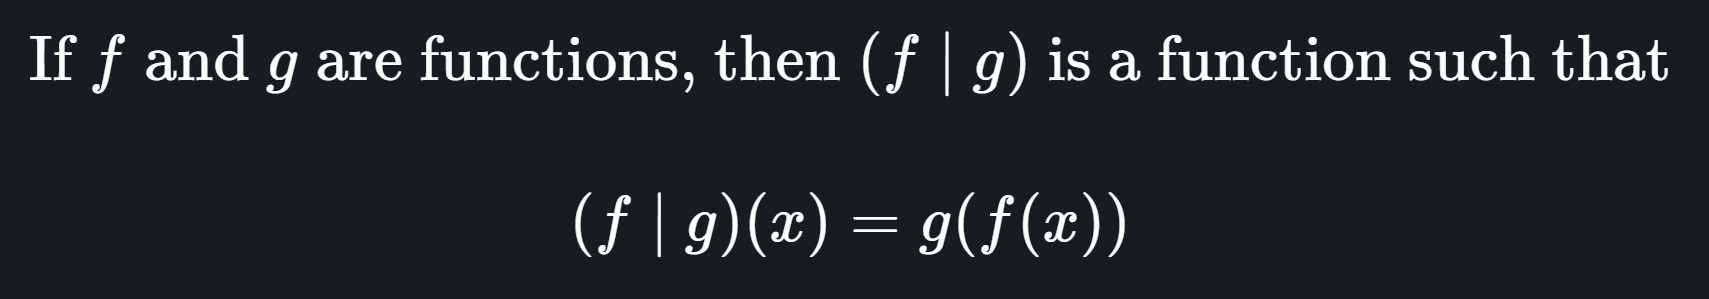 If f and g are functions, then (f | g) is a function such that
(f | g)(x) = g(f(x))